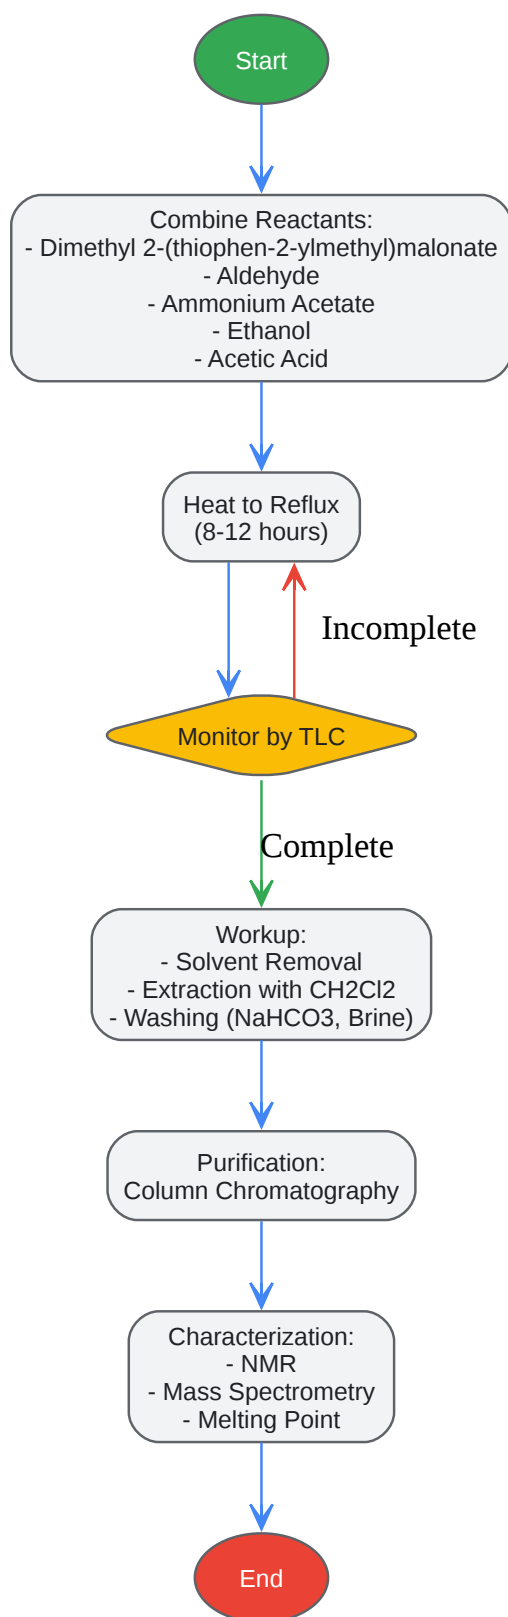 Start
Combine Reactants:
- Dimethyl 2-(thiophen-2-ylmethyl)malonate
- Aldehyde
- Ammonium Acetate
- Ethanol
- Acetic Acid
Heat to Reflux
(8-12 hours)
Incomplete
Monitor by TLC
Complete
Workup:
- Solvent Removal
- Extraction with CH2Cl2
- Washing (NaHCO3, Brine)
Purification:
Column Chromatography
Characterization:
- NMR
- Mass Spectrometry
- Melting Point
End